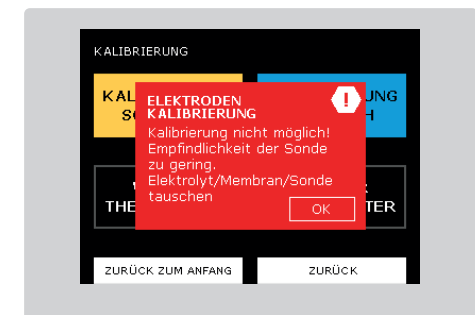 KALIBRIERUNG
KAL
UNG
ELEKTRODEN
KALIBRIERUNG
!
Kalibrierung nicht möglich!
Empfindlichkeit der Sonde
zu gering.
Elektrolyt/Membran/Sonde
tauschen
OK
THE
TER
ZURÜCK ZUM ANFANG
ZURÜCK